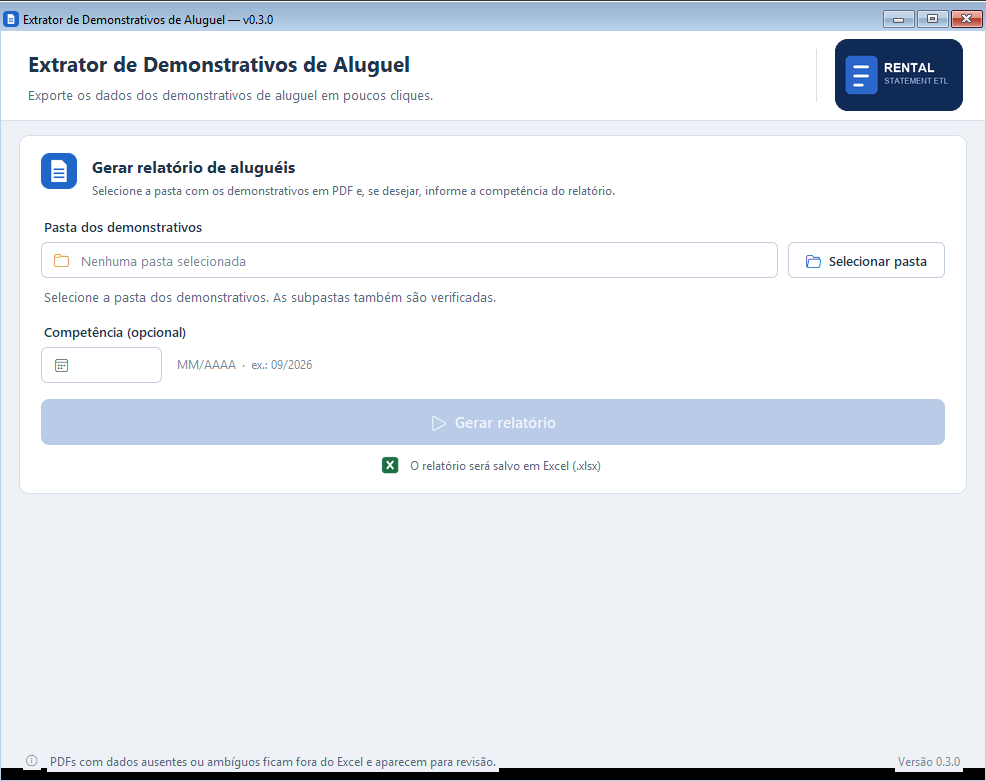 Extrator de Demonstrativos de Aluguel — v0.3.0
Extrator de Demonstrativos de Aluguel
Exporte os dados dos demonstrativos de aluguel em poucos cliques.
RENTAL
STATEMENT ETL
Gerar relatório de aluguéis
Selecione a pasta com os demonstrativos em PDF e, se desejar, informe a competência do relatório.
Pasta dos demonstrativos
Nenhuma pasta selecionada
Selecionar pasta
Selecione a pasta dos demonstrativos. As subpastas também são verificadas.
Competência (opcional)
MM/AAAA · ex.: 09/2026
Gerar relatório
X O relatório será salvo em Excel (.xlsx)
PDFs com dados ausentes ou ambíguos ficam fora do Excel e aparecem para revisão.
Versão 0.3.0